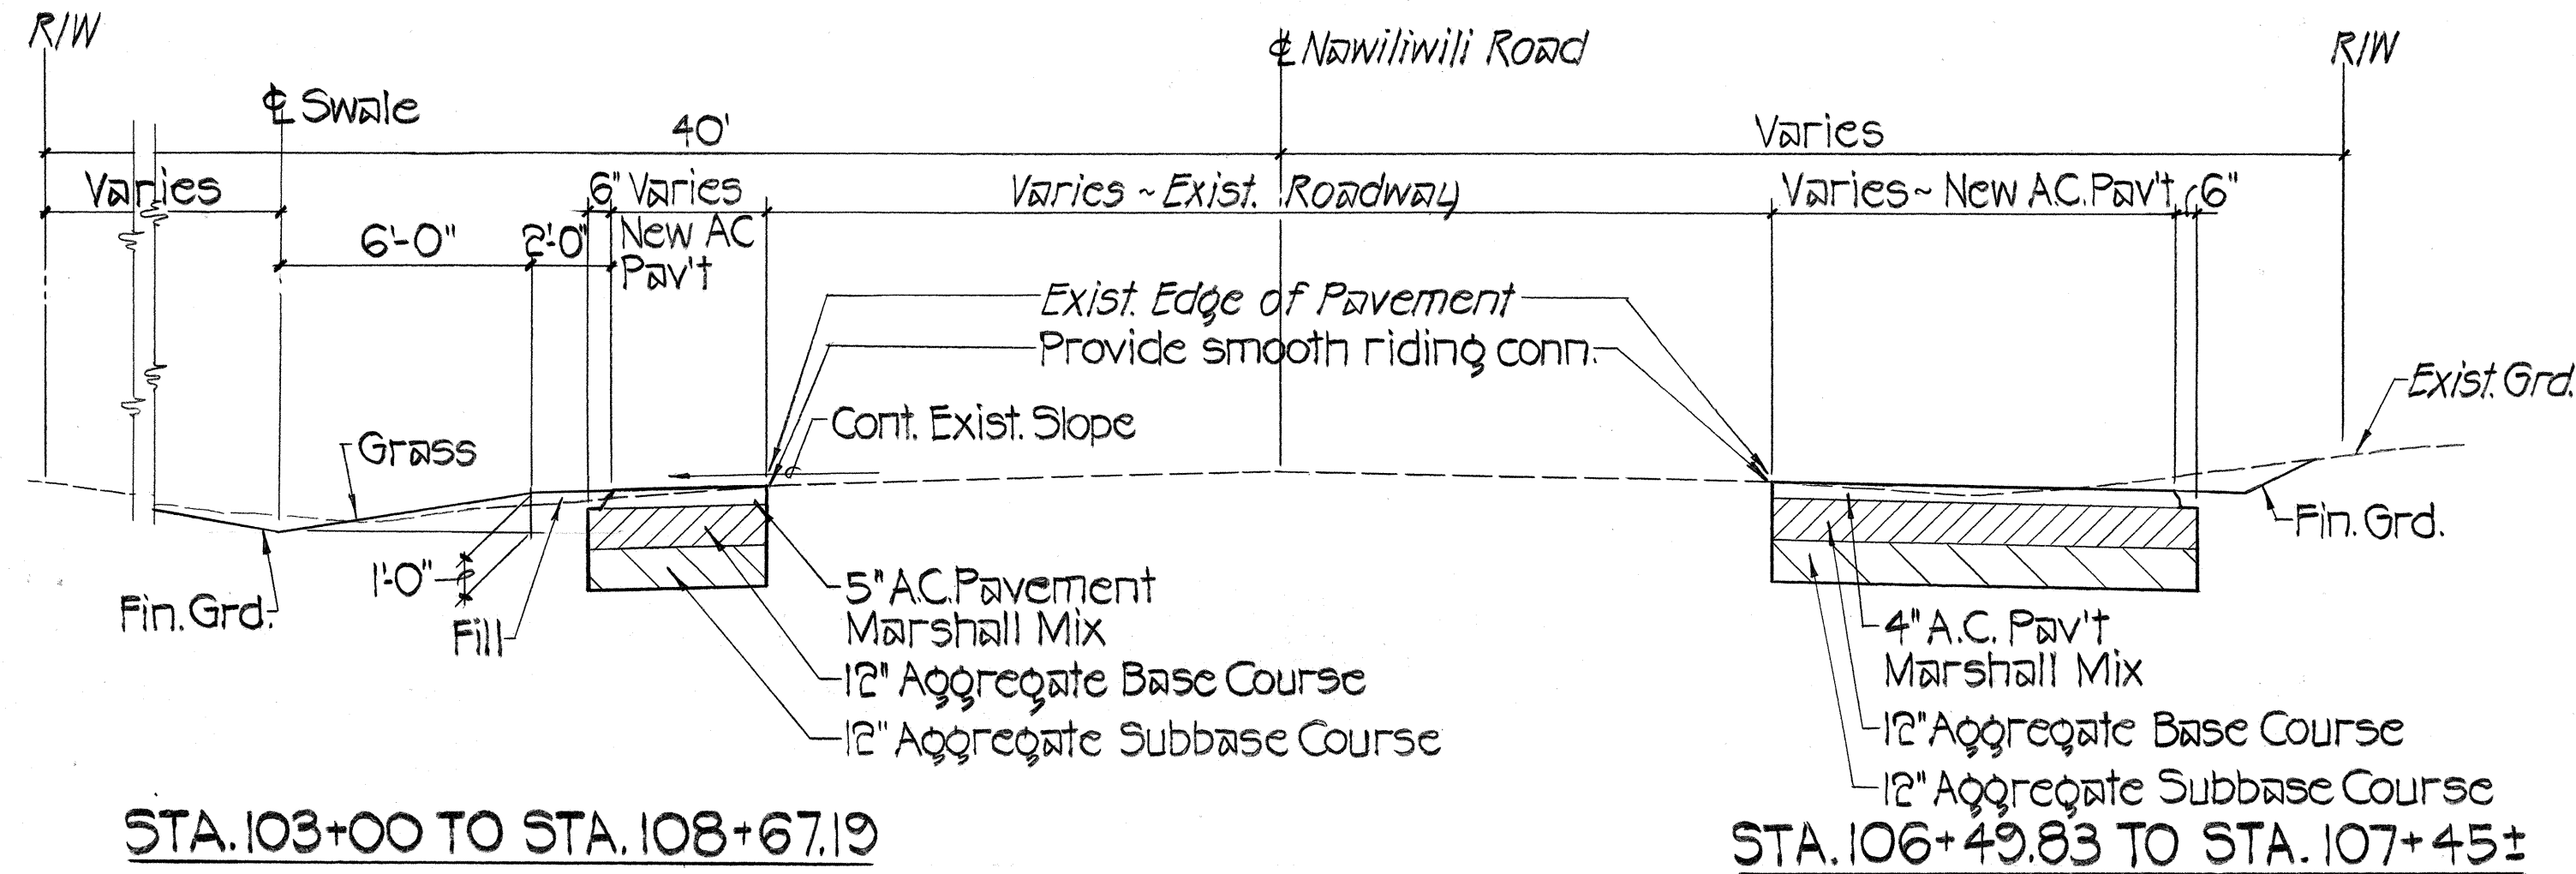 R/W
℄ Nawiliwili Road
R/W
℄ Swale
40'
Varies
Varies
6" Varies
Varies ~ Exist. Roadway
Varies ~ New A.C. Pav't
6"
6'-0"
2'-0"
New AC
Pav't
Exist. Edge of Pavement
Provide smooth riding conn.
Exist. Grd.
Cont. Exist. Slope
Grass
Fin. Grd.
1'-0"
Fin. Grd.
Fill
5" A.C. Pavement
Marshall Mix
12" Aggregate Base Course
12" Aggregate Subbase Course
4" A.C. Pav't
Marshall Mix
12" Aggregate Base Course
12" Aggregate Subbase Course
STA. 103+00 TO STA. 108+67.19
STA. 106+49.83 TO STA. 107+45±